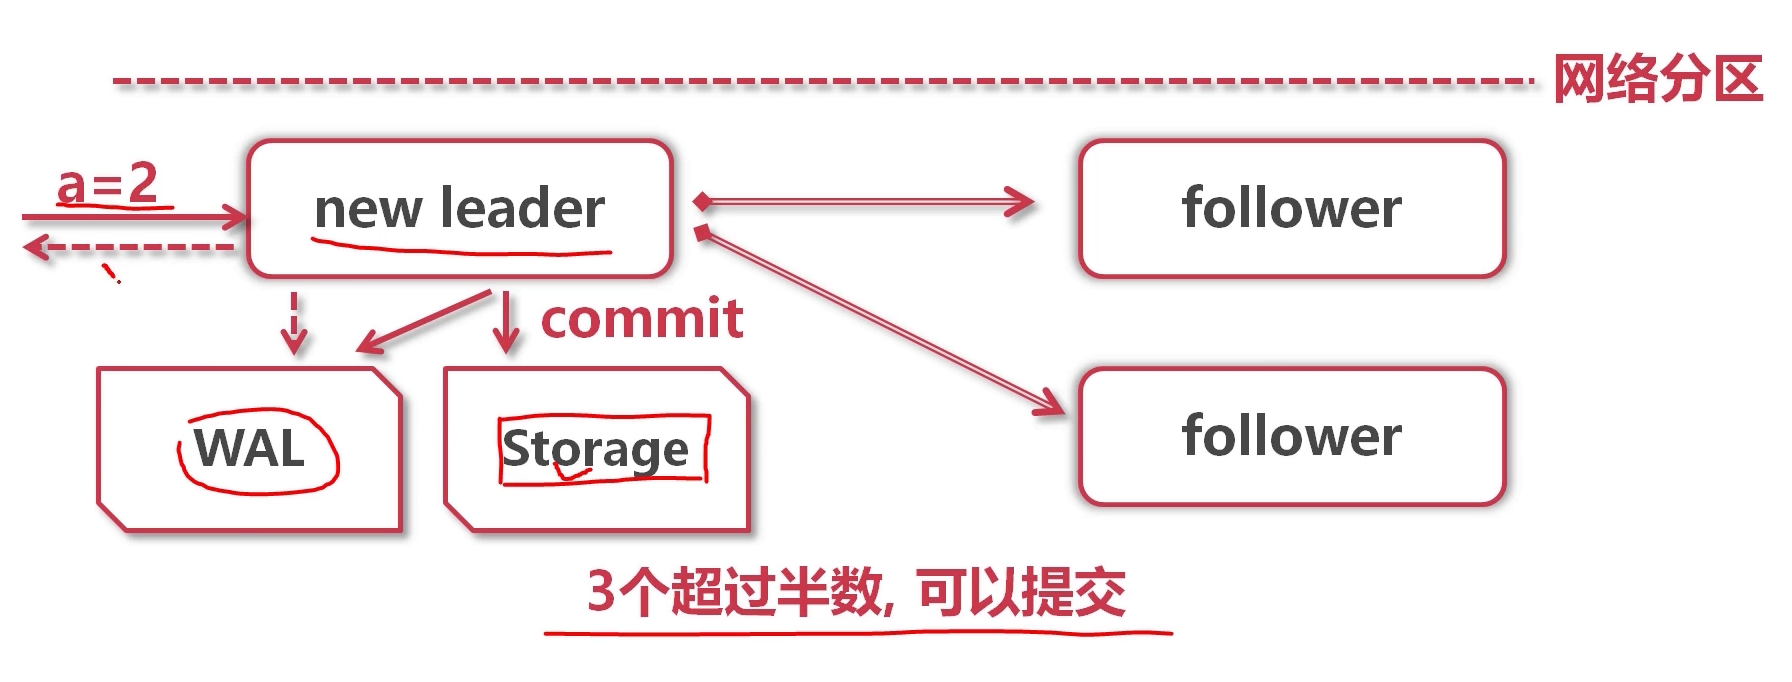 网络分区
a=2
new leader
follower
commit
WAL
Storage
follower
3个超过半数, 可以提交